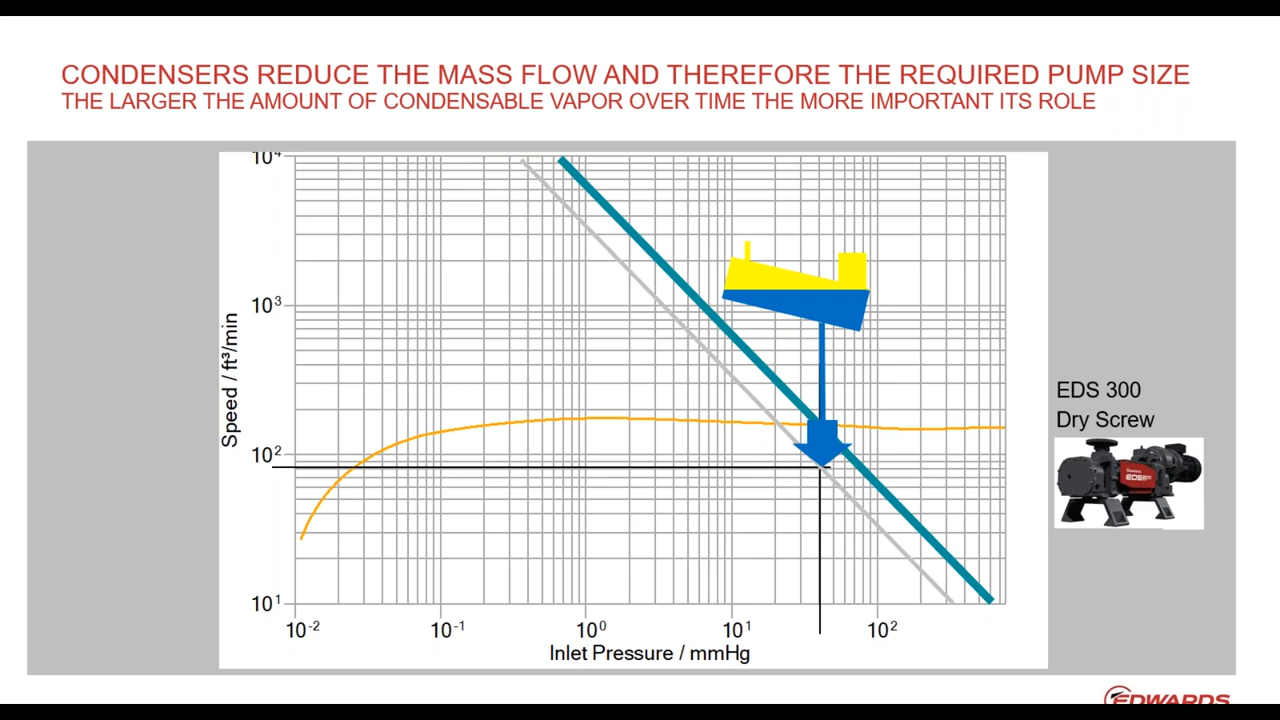 CONDENSERS REDUCE THE MASS FLOW AND THEREFORE THE REQUIRED PUMP SIZE
THE LARGER THE AMOUNT OF CONDENSABLE VAPOR OVER TIME THE MORE IMPORTANT ITS ROLE
10⁴
10³
10²
10¹
Speed / ft³/min
10⁻²
10⁻¹
10⁰
10¹
10²
Inlet Pressure / mmHg
EDS 300
Dry Screw
EDS
EDWARDS